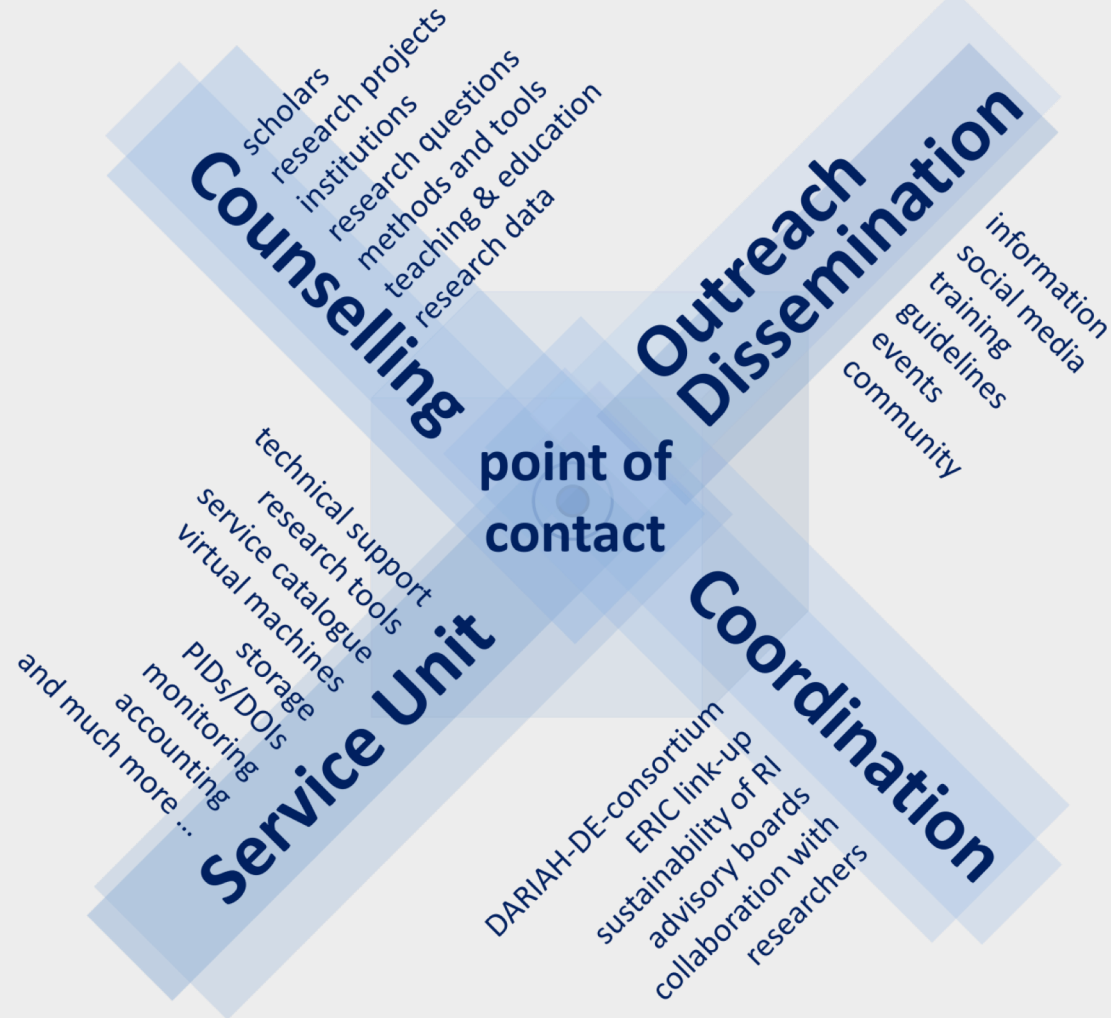 Counselling
scholars
research projects
institutions
research questions
methods and tools
teaching & education
research data
Outreach
Dissemination
information
social media
training
guidelines
events
community
point of
contact
Service Unit
technical support
research tools
service catalogue
virtual machines
storage
PIDs/DOIs
monitoring
accounting
and much more ...
Coordination
DARIAH-DE-consortium
ERIC link-up
sustainability of RI
advisory boards
collaboration with
researchers